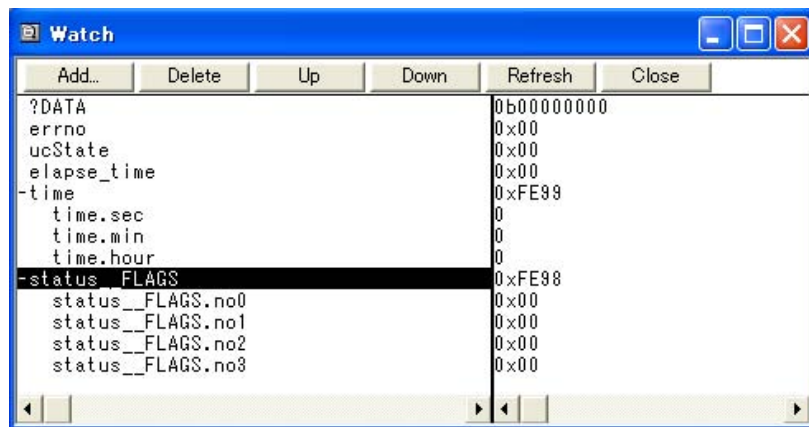 Watch
Add... Delete Up Down Refresh Close
?DATA 0b00000000
errno 0x00
ucState 0x00
elapse_time 0x00
-time 0xFE99
time.sec 0
time.min 0
time.hour 0
-status__FLAGS 0xFE98
status__FLAGS.no0 0x00
status__FLAGS.no1 0x00
status__FLAGS.no2 0x00
status__FLAGS.no3 0x00